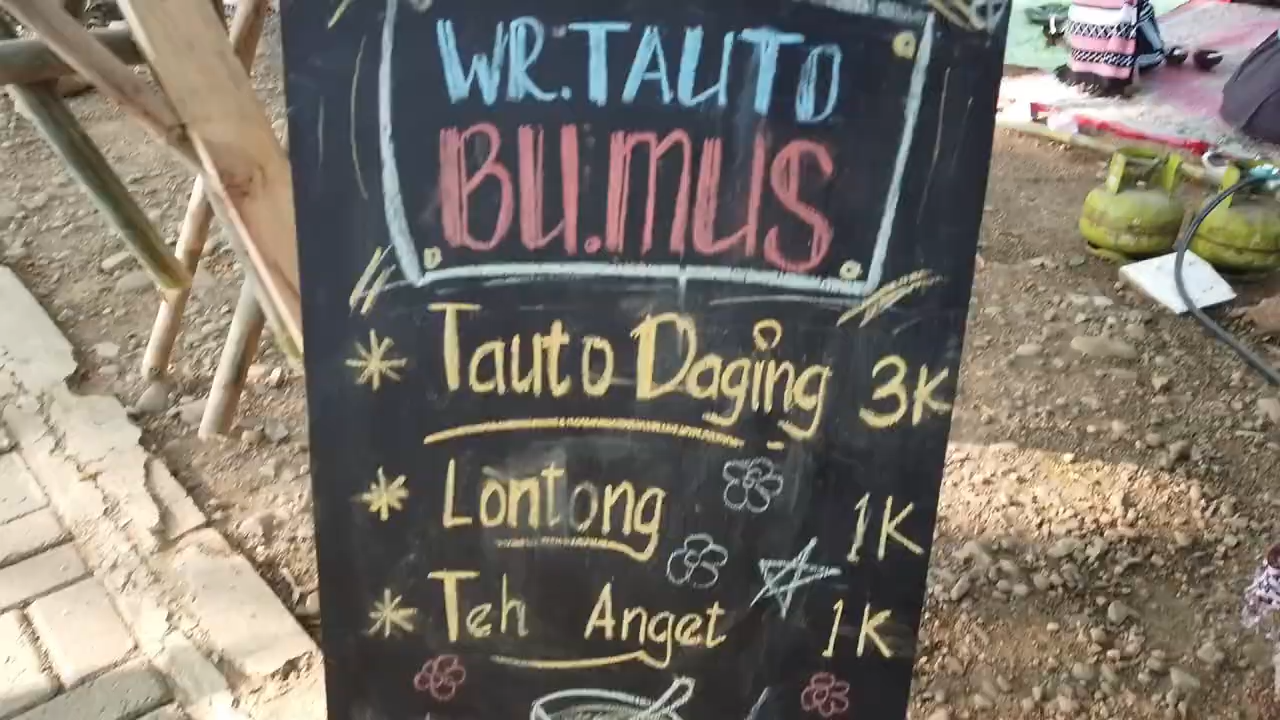 WR.TAUTO
BU.MUS
Tauto Daging 3K
Lontong 1K
Teh Anget 1K